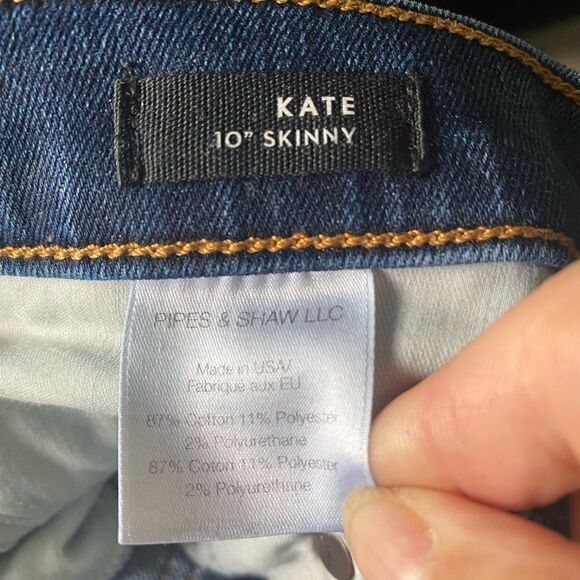 KATE
10" SKINNY
PIPES & SHAW LLC
Made in USA/
Fabrique aux EU
87% Cotton 11% Polyester
2% Polyurethane
87% Coton 11% Polyester
2% Polyurethane